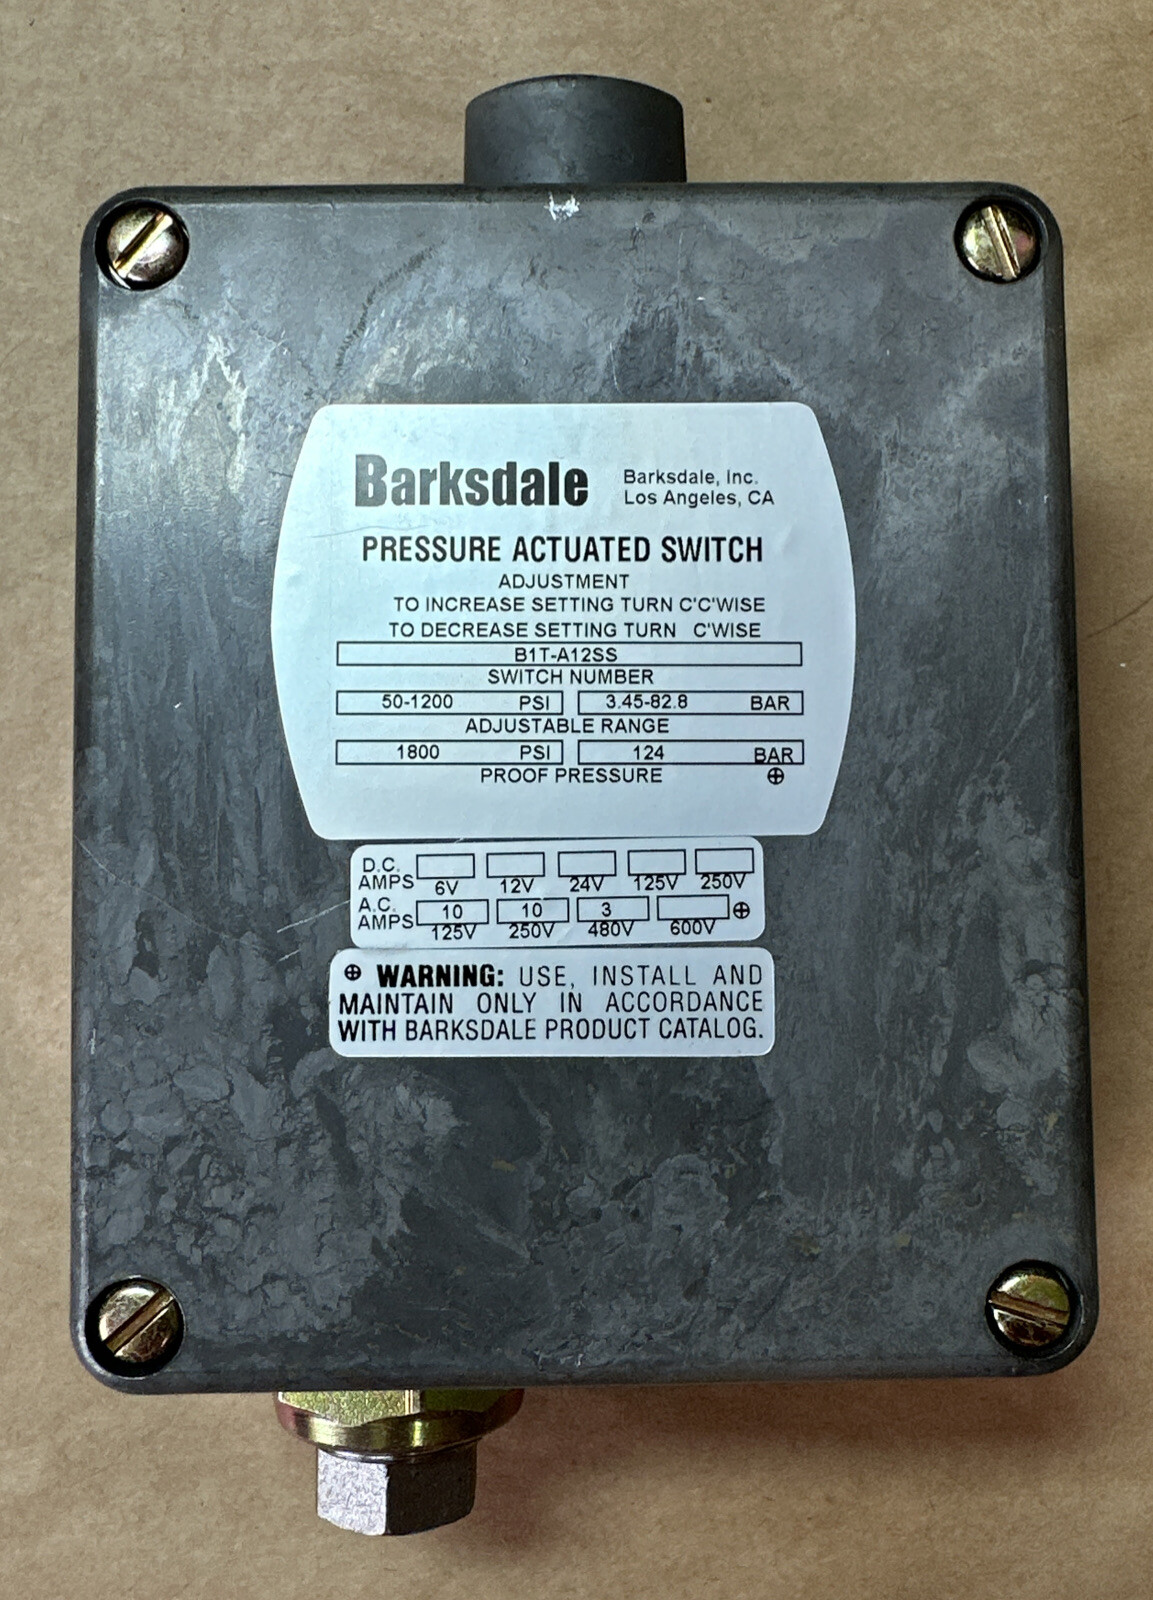 Barksdale
Barksdale, Inc.
Los Angeles, CA
PRESSURE ACTUATED SWITCH
ADJUSTMENT
TO INCREASE SETTING TURN C'C'WISE
TO DECREASE SETTING TURN C'WISE
B1T-A12SS
SWITCH NUMBER
50-1200 PSI 3.45-82.8 BAR
ADJUSTABLE RANGE
1800 PSI 124 BAR
PROOF PRESSURE ⊕
D.C.
AMPS 6V 12V 24V 125V 250V
A.C. 10 10 3 ⊕
AMPS 125V 250V 480V 600V
⊕ WARNING: USE, INSTALL AND
MAINTAIN ONLY IN ACCORDANCE
WITH BARKSDALE PRODUCT CATALOG.